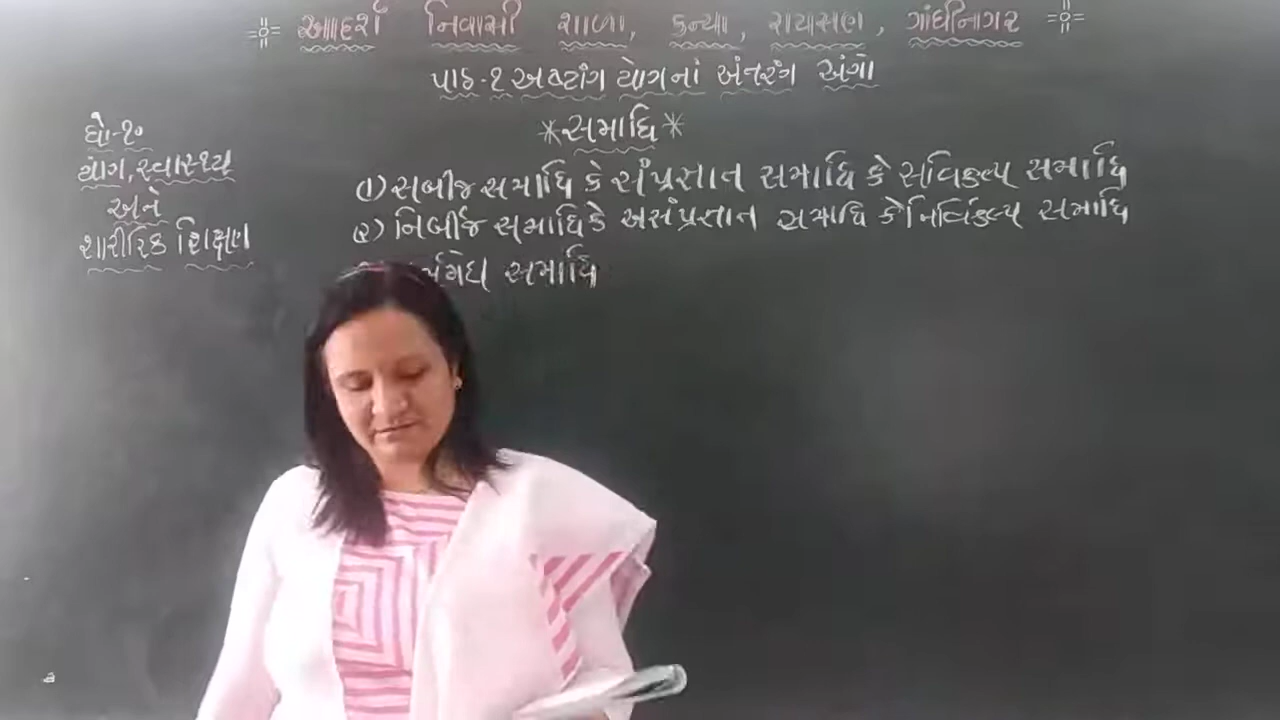 આદર્શ નિવાસી શાળા, કન્યા, રાયસણ, ગાંધીનગર
પાઠ-૧ અષ્ટાંગ યોગનાં અંતરંગ અંગો
*સમાધિ*
ધો-૧૦
યોગ,સ્વાસ્થ્ય
અને
શારીરિક શિક્ષણ
(૧) સબીજ સમાધિ કે સંપ્રજ્ઞાત સમાધિ કે સવિકલ્પ સમાધિ
(૨) નિર્બીજ સમાધિ કે અસંપ્રજ્ઞાત સમાધિ કે નિર્વિકલ્પ સમાધિ
સમાધિ